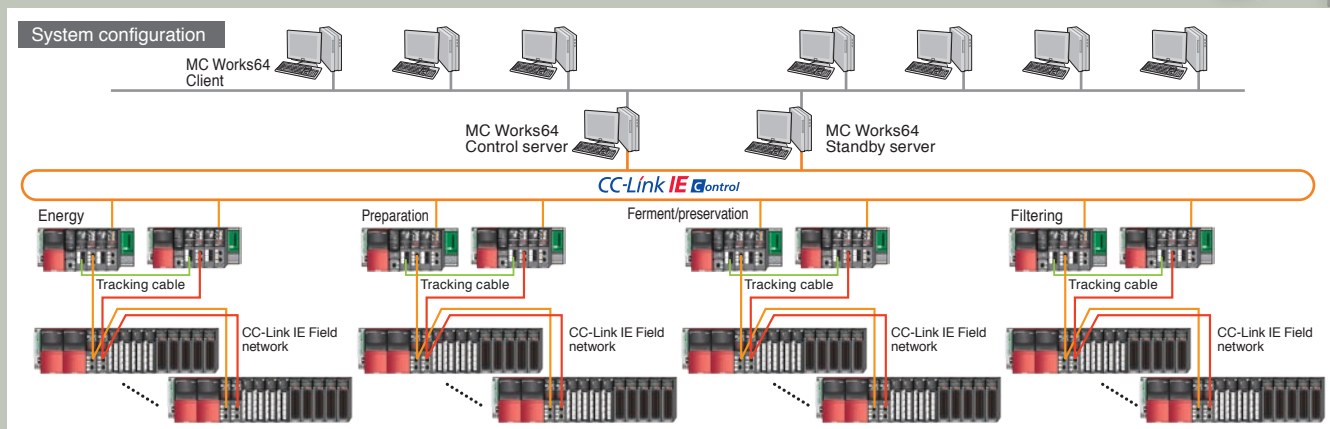 System configuration
MC Works64
Client
MC Works64
Control server
MC Works64
Standby server
CC-Link IE Control
Energy
Preparation
Ferment/preservation
Filtering
Tracking cable
Tracking cable
Tracking cable
Tracking cable
CC-Link IE Field
network
CC-Link IE Field
network
CC-Link IE Field
network
CC-Link IE Field
network